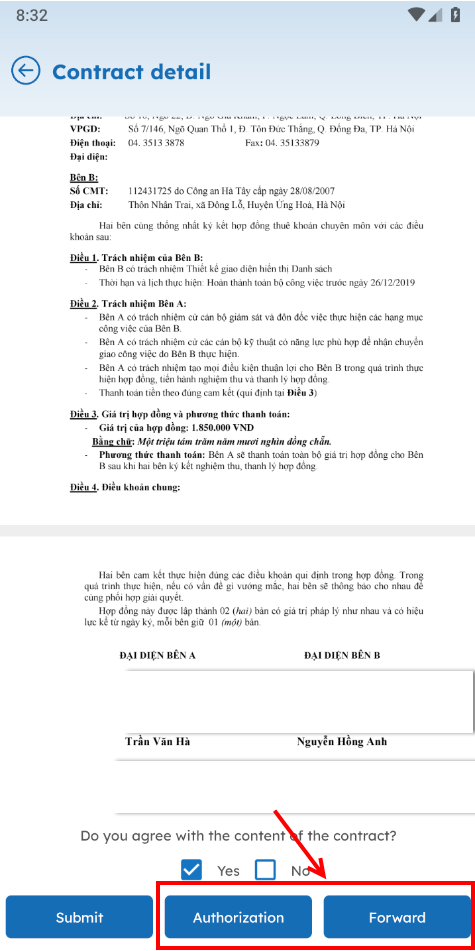 8:32
Contract detail
VPGD: Số 7/146, Ngõ Quan Thổ 1, Đ. Tôn Đức Thắng, Q. Đống Đa, TP Hà Nội
Điện thoại: 04. 3513 3878 Fax: 04. 35133879
Đại diện:
Bên B:
Số CMT: 112431725 do Công an Hà Tây cấp ngày 28/08/2007
Địa chỉ: Thôn Nhân Trai, xã Đông Lỗ, Huyện Ứng Hoà, Hà Nội
Hai bên cùng thống nhất ký kết hợp đồng thuê khoán chuyên môn với các điều
khoản sau:
Điều 1. Trách nhiệm của Bên B:
- Bên B có trách nhiệm Thiết kế giao diện hiển thị Danh sách
- Thời hạn và lịch thực hiện: Hoàn thành toàn bộ công việc trước ngày 26/12/2019
Điều 2. Trách nhiệm Bên A:
- Bên A có trách nhiệm cử cán bộ giám sát và đôn đốc việc thực hiện các hạng mục
công việc của Bên B.
- Bên A có trách nhiệm cử các cán bộ kỹ thuật có năng lực phù hợp để nhận chuyển
giao công việc do Bên B thực hiện.
- Bên A có trách nhiệm tạo mọi điều kiện thuận lợi cho Bên B trong quá trình thực
hiện hợp đồng, tiến hành nghiệm thu và thanh lý hợp đồng.
- Thanh toán tiền theo đúng cam kết (qui định tại Điều 3)
Điều 3. Giá trị hợp đồng và phương thức thanh toán:
- Giá trị của hợp đồng: 1.850.000 VND
Bằng chữ: Một triệu tám trăm năm mươi nghìn đồng chẵn.
- Phương thức thanh toán: Bên A sẽ thanh toán toàn bộ giá trị hợp đồng cho Bên
B sau khi hai bên ký kết nghiệm thu, thanh lý hợp đồng.
Điều 4. Điều khoản chung:
Hai bên cam kết thực hiện đúng các điều khoản qui định trong hợp đồng. Trong
quá trình thực hiện, nếu có vấn đề gì vướng mắc, hai bên sẽ thông báo cho nhau để
cùng phối hợp giải quyết.
Hợp đồng này được lập thành 02 (hai) bản có giá trị pháp lý như nhau và có hiệu
lực kể từ ngày ký, mỗi bên giữ 01 (một) bản.
ĐẠI DIỆN BÊN A ĐẠI DIỆN BÊN B
Trần Văn Hà Nguyễn Hồng Anh
Do you agree with the content of the contract?
Yes No
Submit Authorization Forward